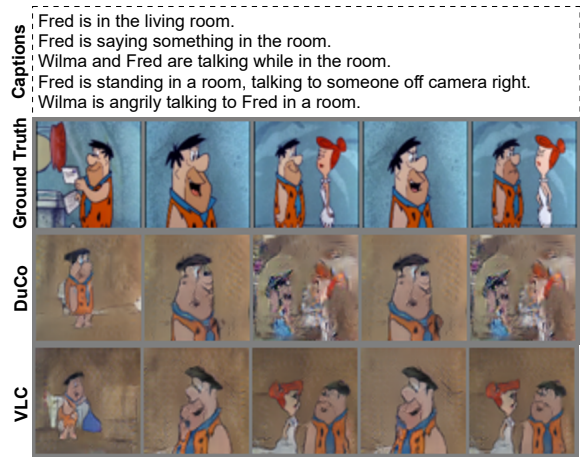 Captions
Fred is in the living room.
Fred is saying something in the room.
Wilma and Fred are talking while in the room.
Fred is standing in a room, talking to someone off camera right.
Wilma is angrily talking to Fred in a room.
Ground Truth
DuCo
VLC